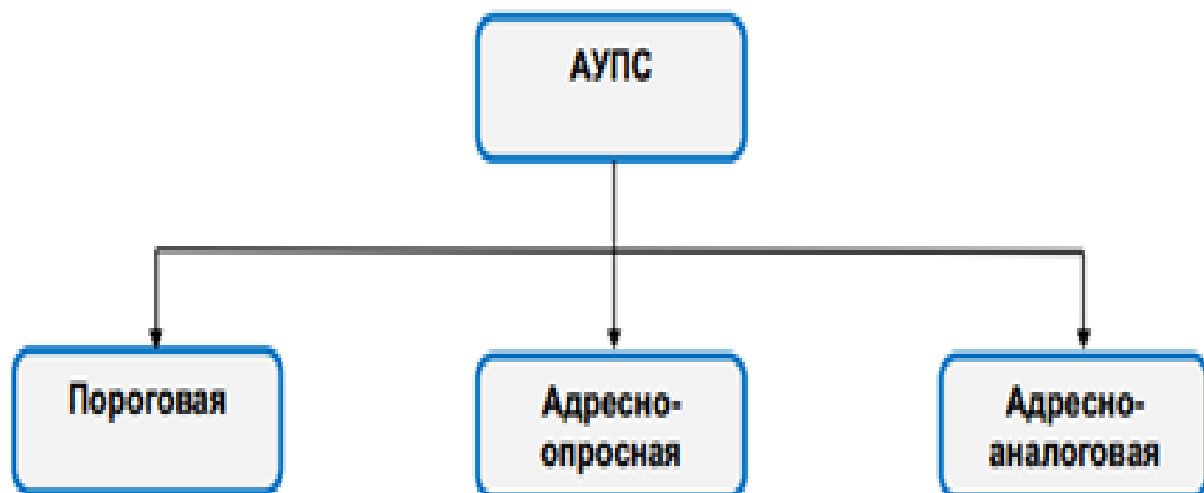 АУПС
Пороговая
Адресно-
опросная
Адресно-
аналоговая